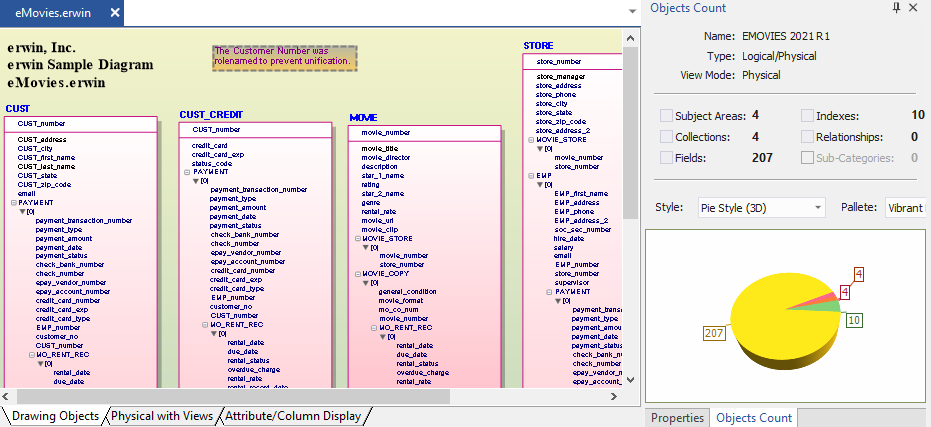 eMovies.erwin
erwin, Inc.
erwin Sample Diagram
eMovies.erwin
The Customer Number was
rolenamed to prevent unification.
CUST
CUST_number
CUST_address
CUST_city
CUST_first_name
CUST_last_name
CUST_state
CUST_zip_code
email
PAYMENT
[0]
payment_transaction_number
payment_type
payment_amount
payment_date
payment_status
check_bank_number
check_number
epay_vendor_number
epay_account_number
credit_card_number
credit_card_exp
credit_card_type
EMP_number
customer_no
CUST_number
MO_RENT_REC
[0]
rental_date
due_date
CUST_CREDIT
CUST_number
credit_card
credit_card_exp
status_code
PAYMENT
[0]
payment_transaction_number
payment_type
payment_amount
payment_date
payment_status
check_bank_number
check_number
epay_vendor_number
epay_account_number
credit_card_number
credit_card_exp
credit_card_type
EMP_number
customer_no
CUST_number
MO_RENT_REC
[0]
rental_date
due_date
rental_status
overdue_charge
rental_rate
rental_record_date
MOVIE
movie_number
movie_title
movie_director
description
star_1_name
rating
star_2_name
genre
rental_rate
movie_url
movie_clip
MOVIE_STORE
[0]
movie_number
store_number
MOVIE_COPY
[0]
general_condition
movie_format
mo_co_num
movie_number
MO_RENT_REC
[0]
rental_date
due_date
rental_status
overdue_charge
rental_rate
STORE
store_number
store_manager
store_address
store_phone
store_city
store_state
store_zip_code
store_address_2
MOVIE_STORE
[0]
movie_number
store_number
EMP
[0]
EMP_first_name
EMP_address
EMP_phone
EMP_address_2
soc_sec_number
hire_date
salary
email
EMP_number
store_number
supervisor
PAYMENT
[0]
payment_transa
payment_type
payment_amou
payment_date
payment_status
check_bank_nu
check_number
epay_vendor_n
epay_account_
Drawing Objects
Physical with Views
Attribute/Column Display
Objects Count
Name: EMOVIES 2021 R1
Type: Logical/Physical
View Mode: Physical
Subject Areas: 4
Indexes: 10
Collections: 4
Relationships: 0
Fields: 207
Sub-Categories: 0
Style: Pie Style (3D)
Pallete: Vibrant
4
4
10
207
Properties
Objects Count